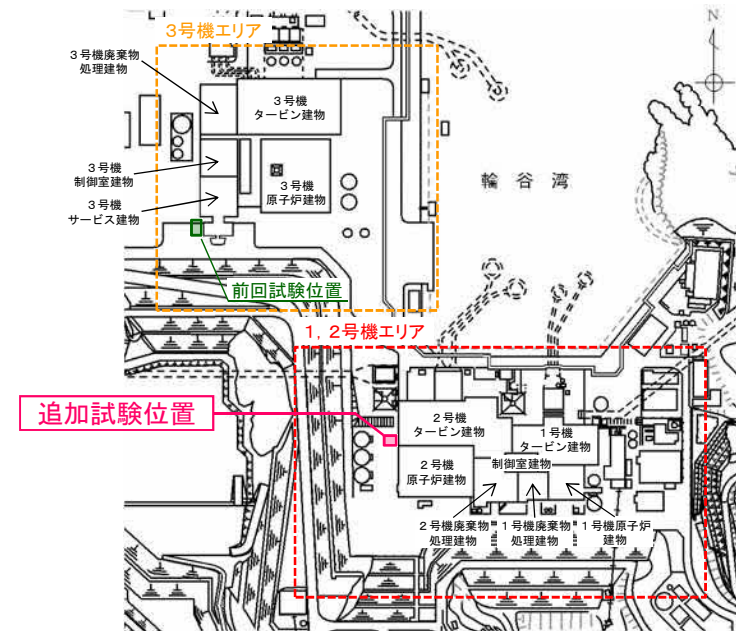 3号機エリア
N
3号機廃棄物
処理建物
3号機
タービン建物
3号機
制御室建物
3号機
原子炉建物
3号機
サービス建物
輪谷湾
前回試験位置
1,2号機エリア
追加試験位置
2号機
タービン建物
1号機
タービン建物
制御室建物
2号機
原子炉建物
2号機廃棄物
処理建物
1号機廃棄物
処理建物
1号機原子炉
建物